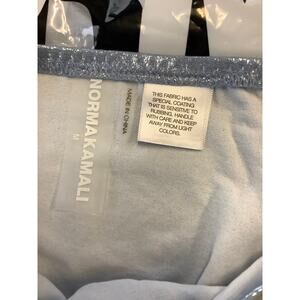 NORMA KAMALI
M
MADE IN CHINA
THIS FABRIC HAS A
SPECIAL COATING
THAT IS SENSITIVE TO
RUBBING. HANDLE
WITH CARE AND KEEP
AWAY FROM LIGHT
COLORS.